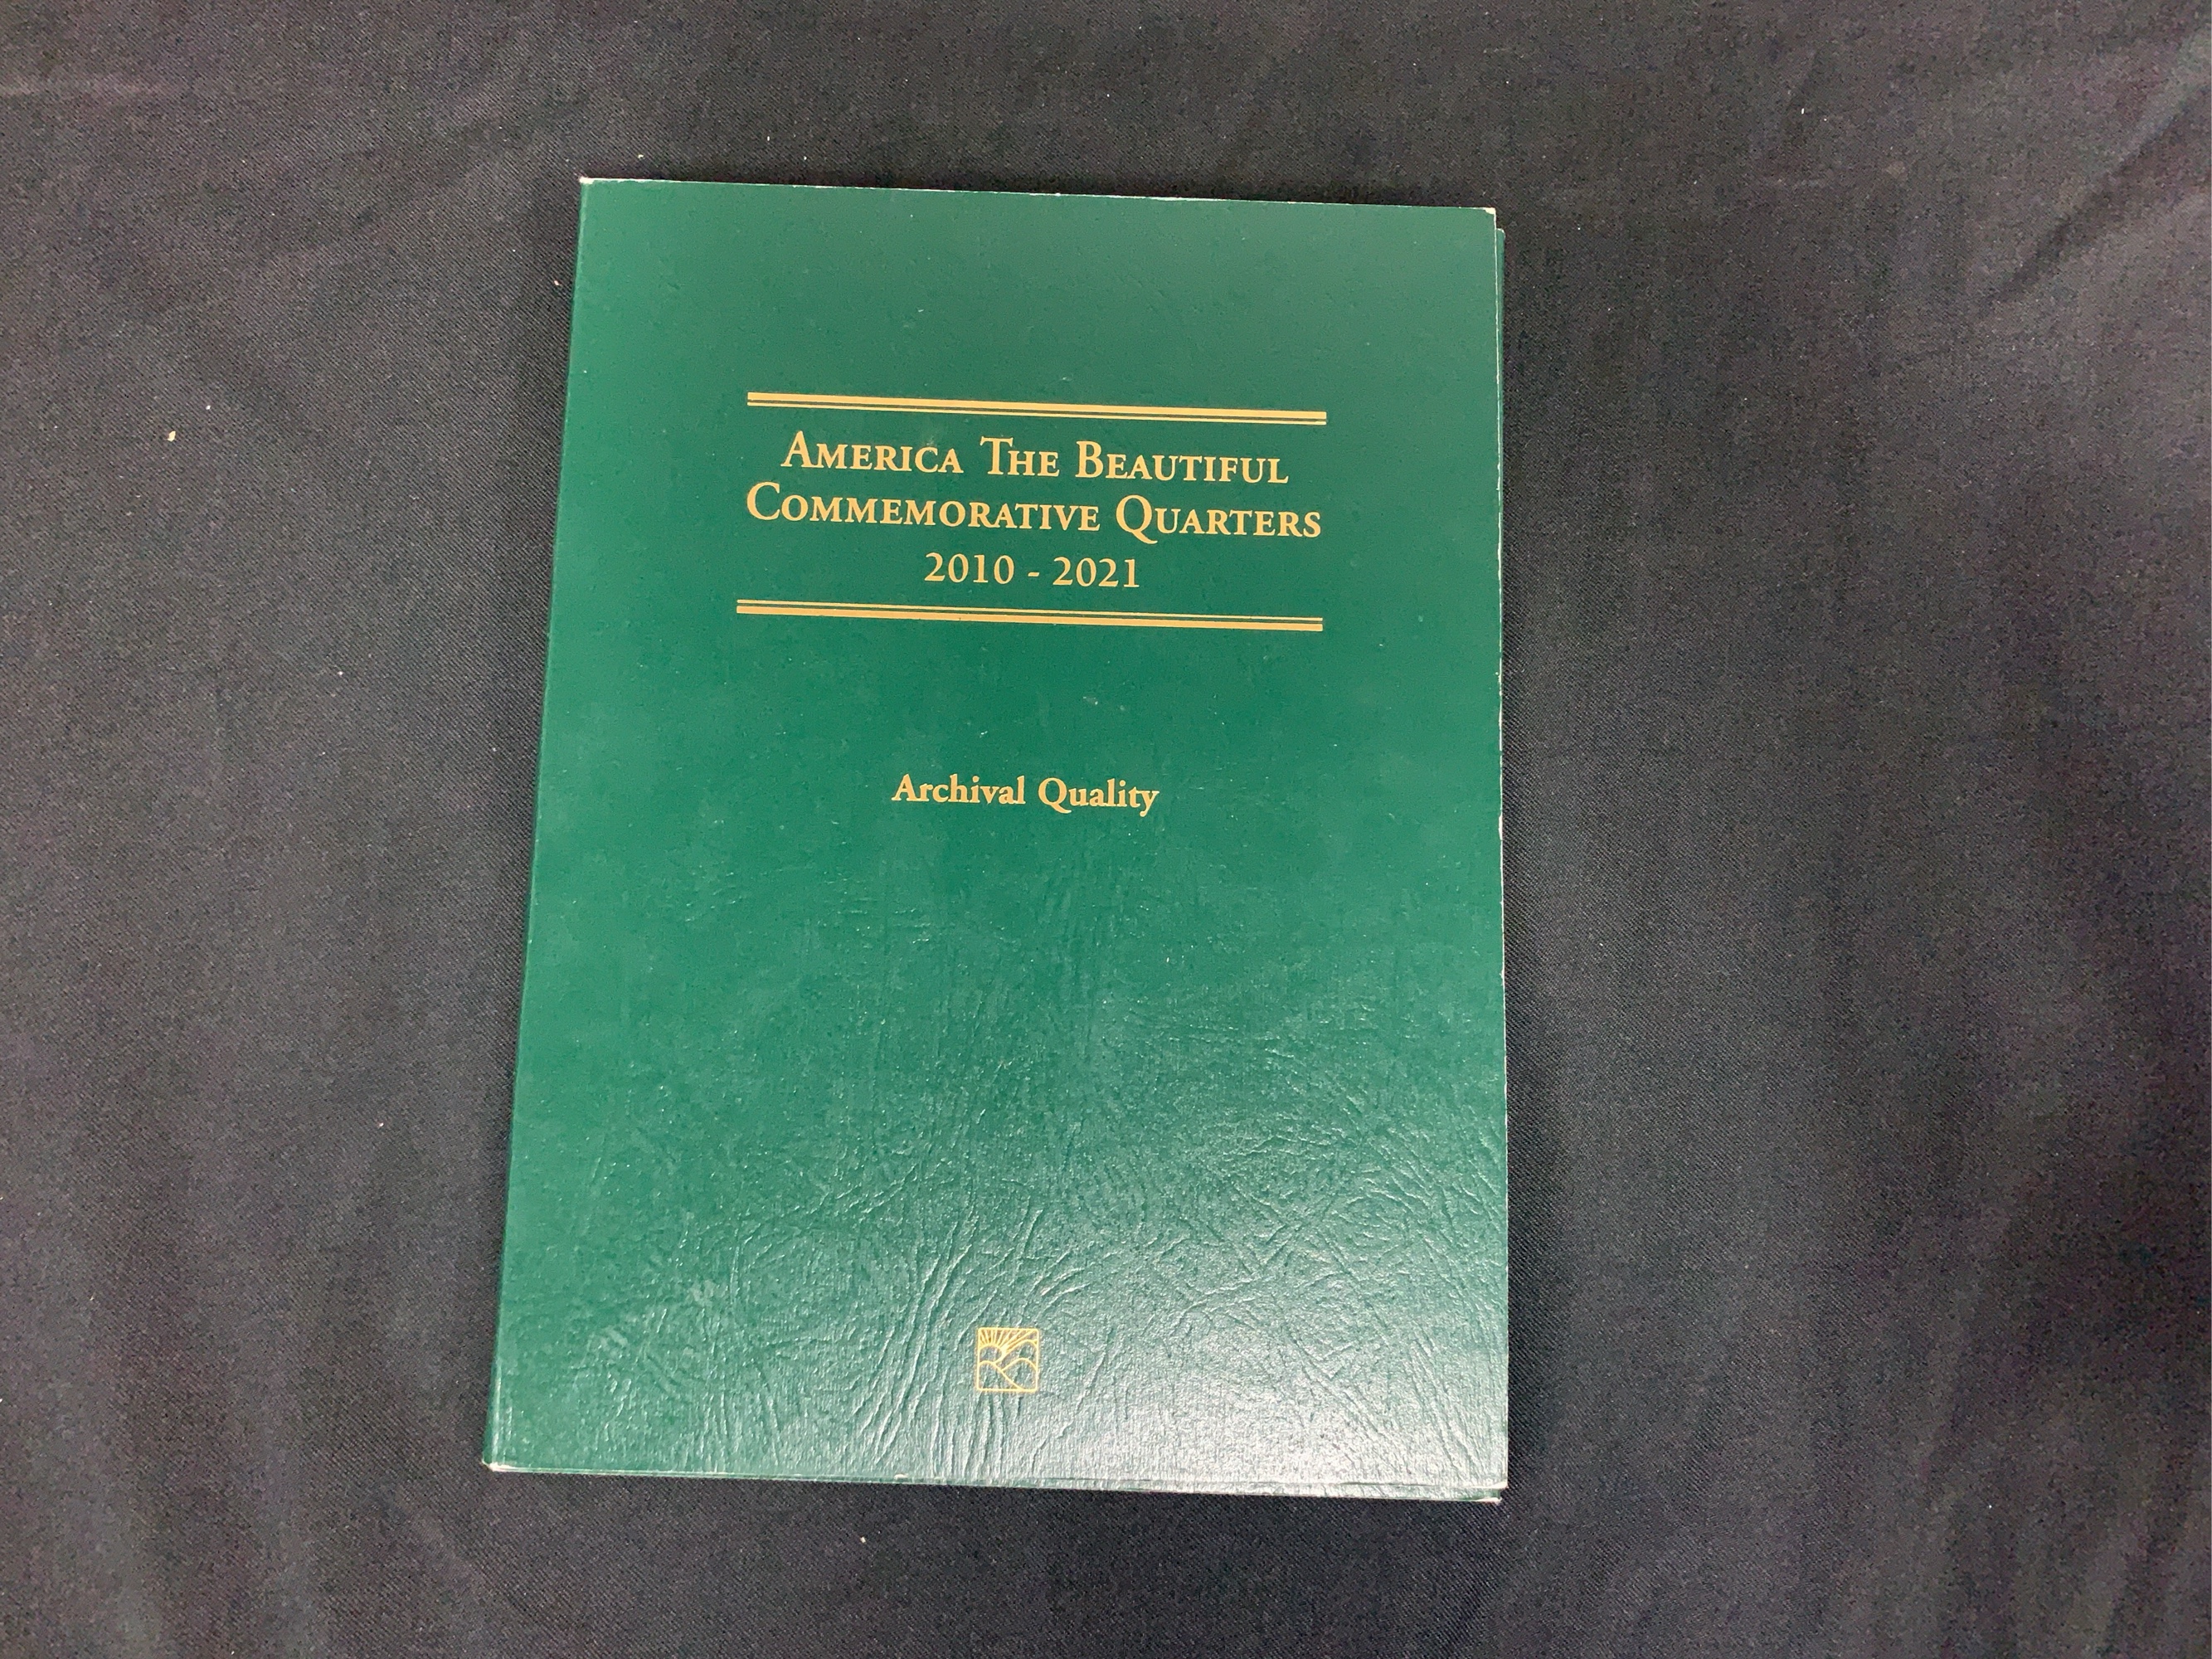 America The Beautiful
Commemorative Quarters
2010 - 2021
Archival Quality